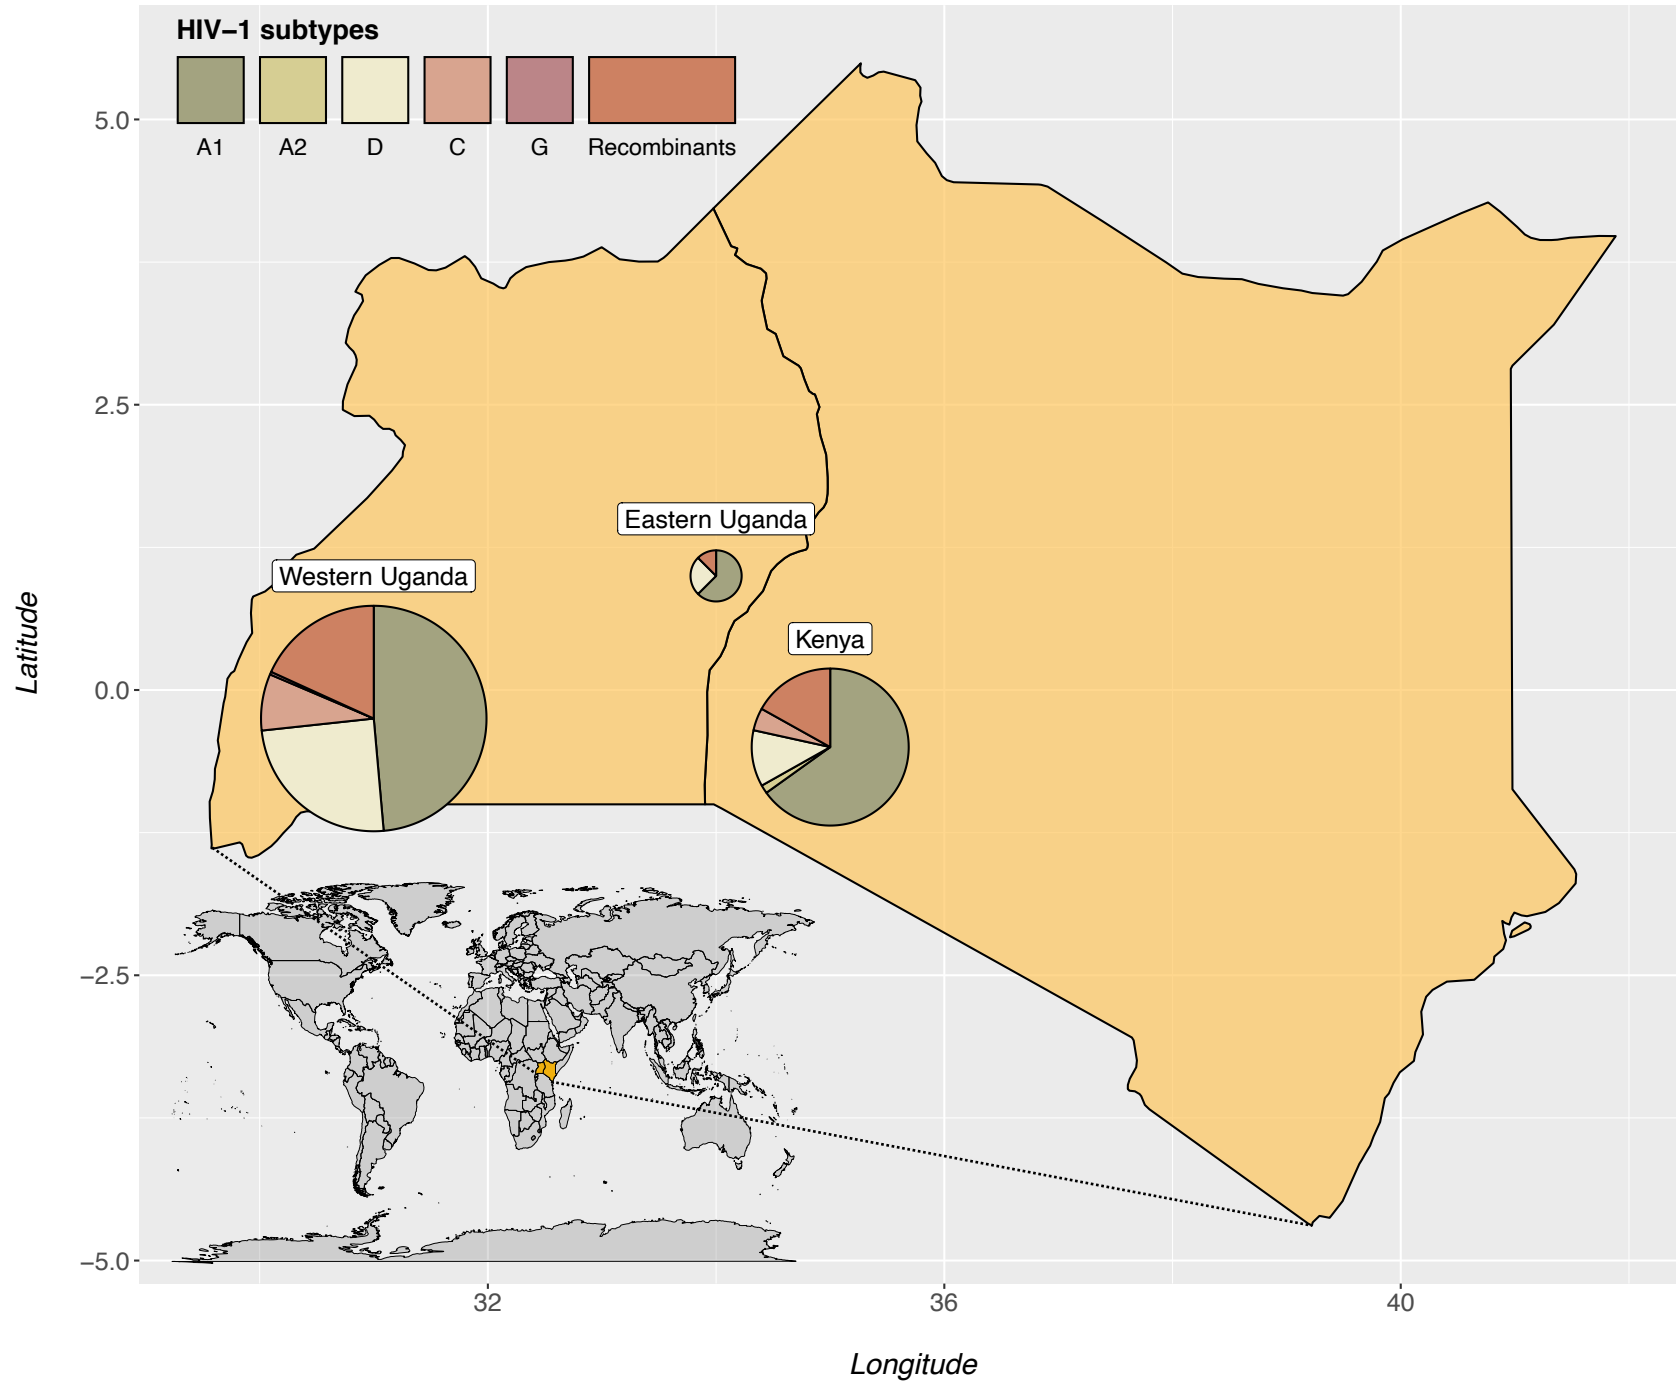 HIV−1 subtypes
A1 A2 D C G Recombinants
5.0
2.5
0.0
−2.5
−5.0
Latitude
Eastern Uganda
Western Uganda
Kenya
32 36 40
Longitude